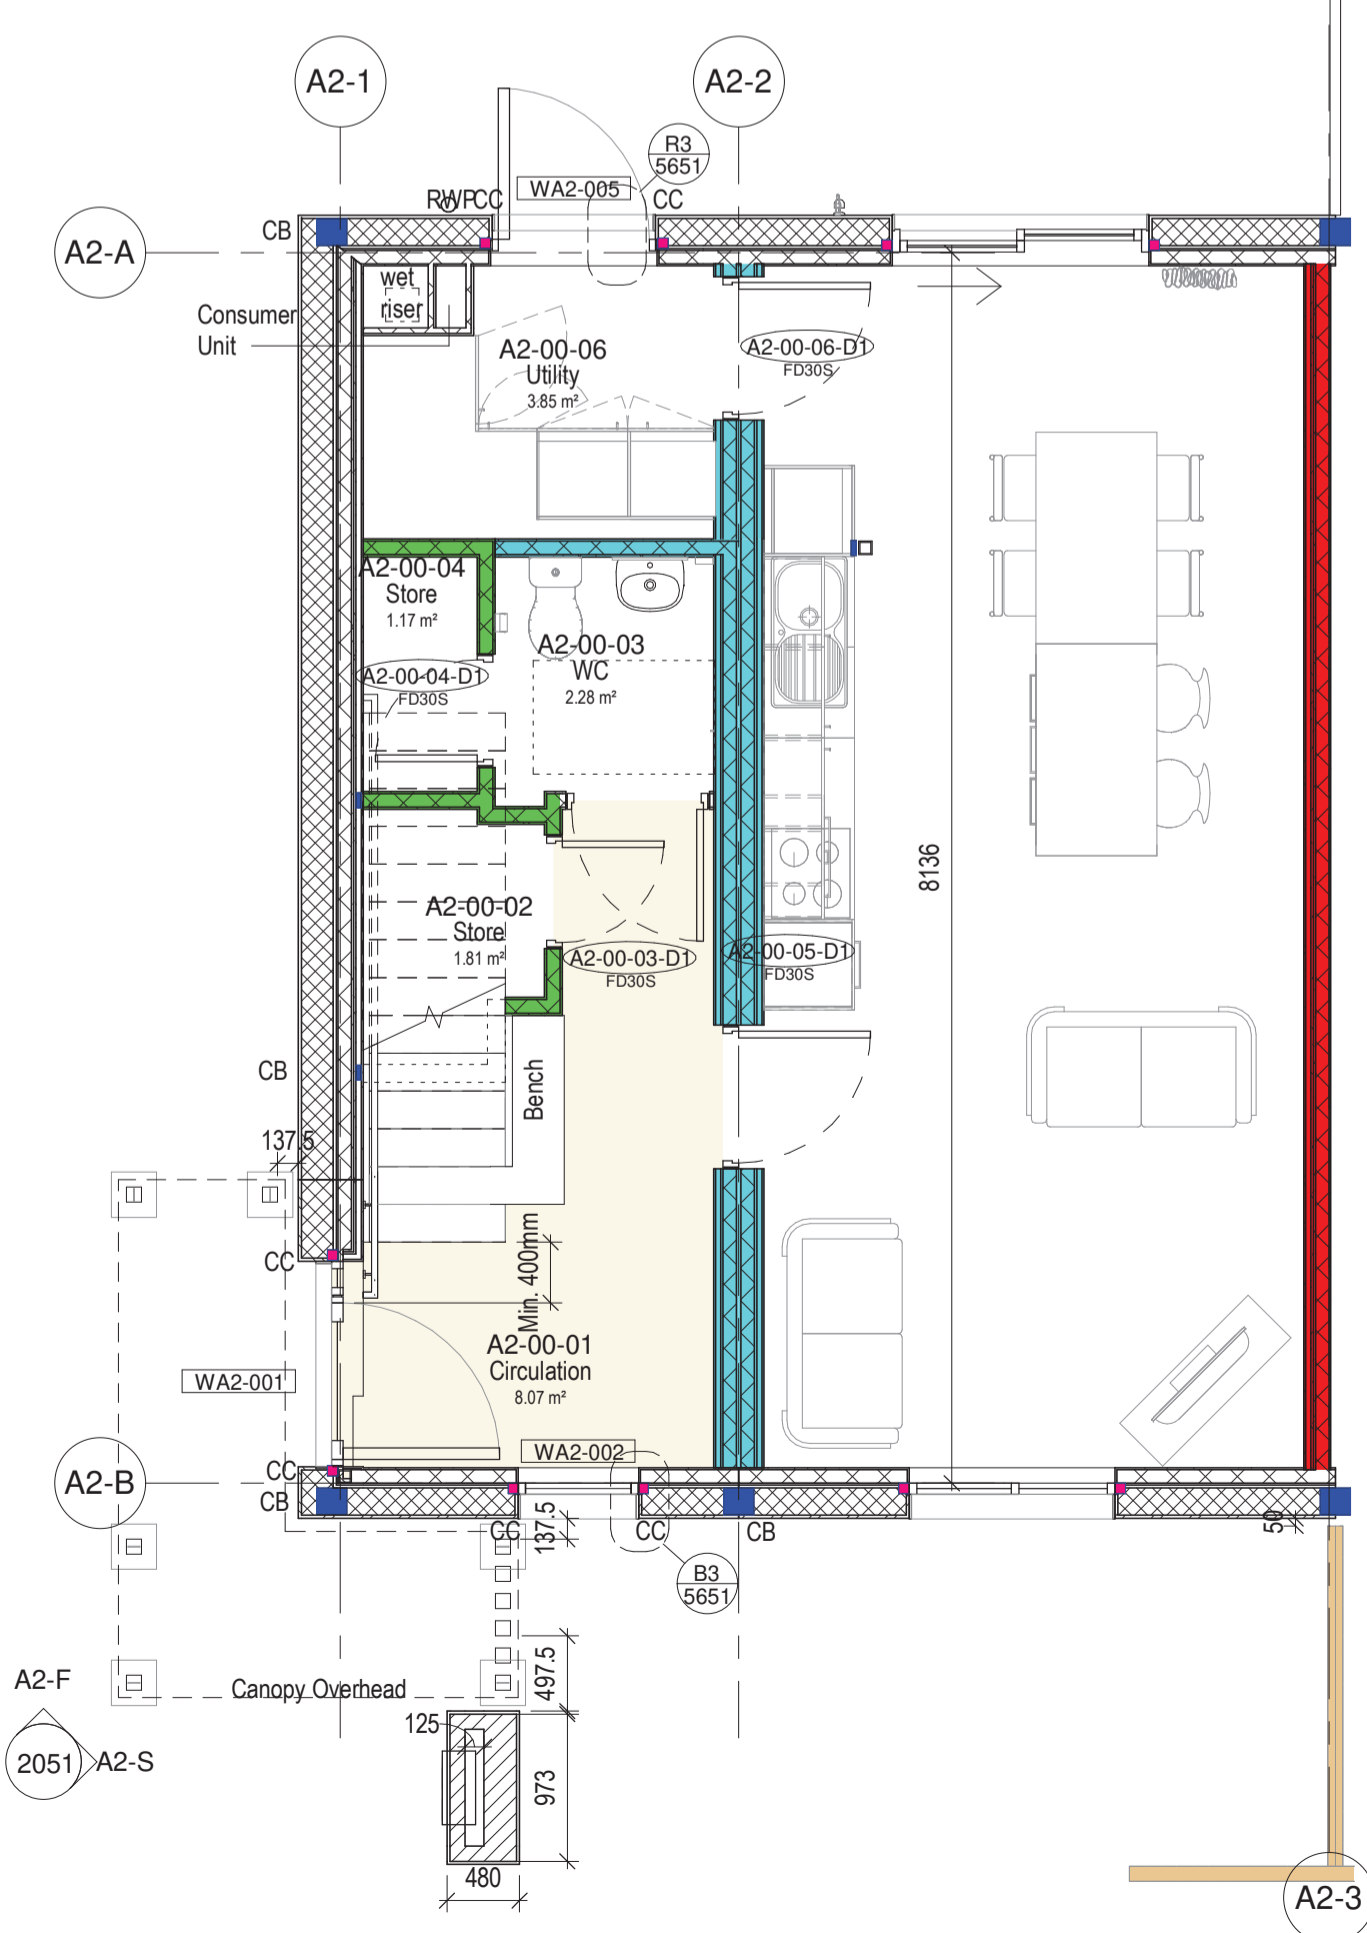 A2-1
A2-2
R3
5651
WA2-005
RWP
CC
CC
CB
A2-A
wet
riser
Consumer
Unit
A2-00-06
Utility
3.85 m²
A2-00-06-D1
FD30S
A2-00-04
Store
1.17 m²
A2-00-03
WC
2.28 m²
A2-00-04-D1
FD30S
8136
A2-00-02
Store
1.81 m²
A2-00-03-D1
FD30S
A2-00-05-D1
FD30S
CB
Bench
137.5
CC
Min. 400mm
A2-00-01
Circulation
8.07 m²
WA2-001
WA2-002
A2-B
CC
CB
CC
137.5
CC
CB
50
B3
5651
A2-F
Canopy Overhead
497.5
2051
A2-S
125
973
480
A2-3